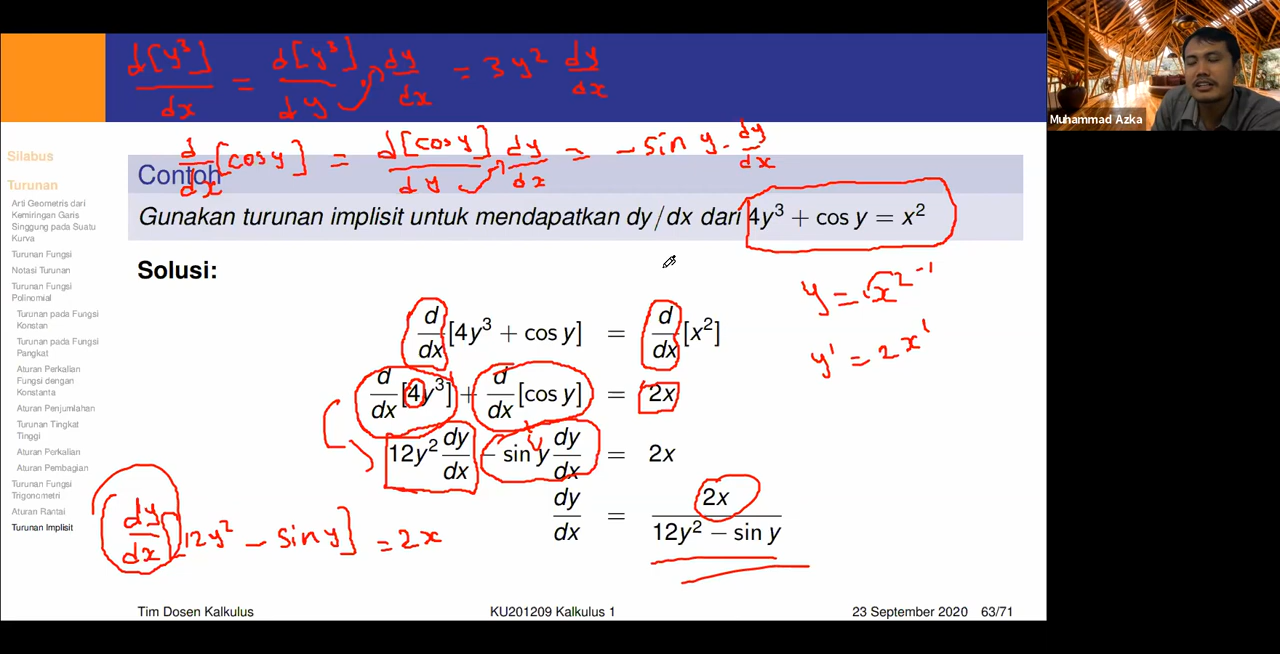 d[y³]/dx = d[y³]/dy · dy/dx = 3y² dy/dx
d/dx [cos y] = d[cos y]/dy dy/dx = - sin y · dy/dx
Muhammad Azka
Silabus
Turunan
Arti Geometris dari
Kemiringan Garis
Singgung pada Suatu
Kurva
Turunan Fungsi
Notasi Turunan
Turunan Fungsi
Polinomial
Turunan pada Fungsi
Konstan
Turunan pada Fungsi
Pangkat
Aturan Perkalian
Fungsi dengan
Konstanta
Aturan Penjumlahan
Turunan Tingkat
Tinggi
Aturan Perkalian
Aturan Pembagian
Turunan Fungsi
Trigonometri
Aturan Rantai
Turunan Implisit
Contoh
Gunakan turunan implisit untuk mendapatkan dy/dx dari 4y³ + cos y = x²
Solusi:
d/dx [4y³ + cos y] = d/dx [x²]
d/dx [4y³] + d/dx [cos y] = 2x
12y² dy/dx − sin y dy/dx = 2x
dy/dx = 2x / 12y² − sin y
y = x²⁻¹
y' = 2x¹
dy/dx [12y² - sin y] = 2x
Tim Dosen Kalkulus KU201209 Kalkulus 1 23 September 2020 63/71